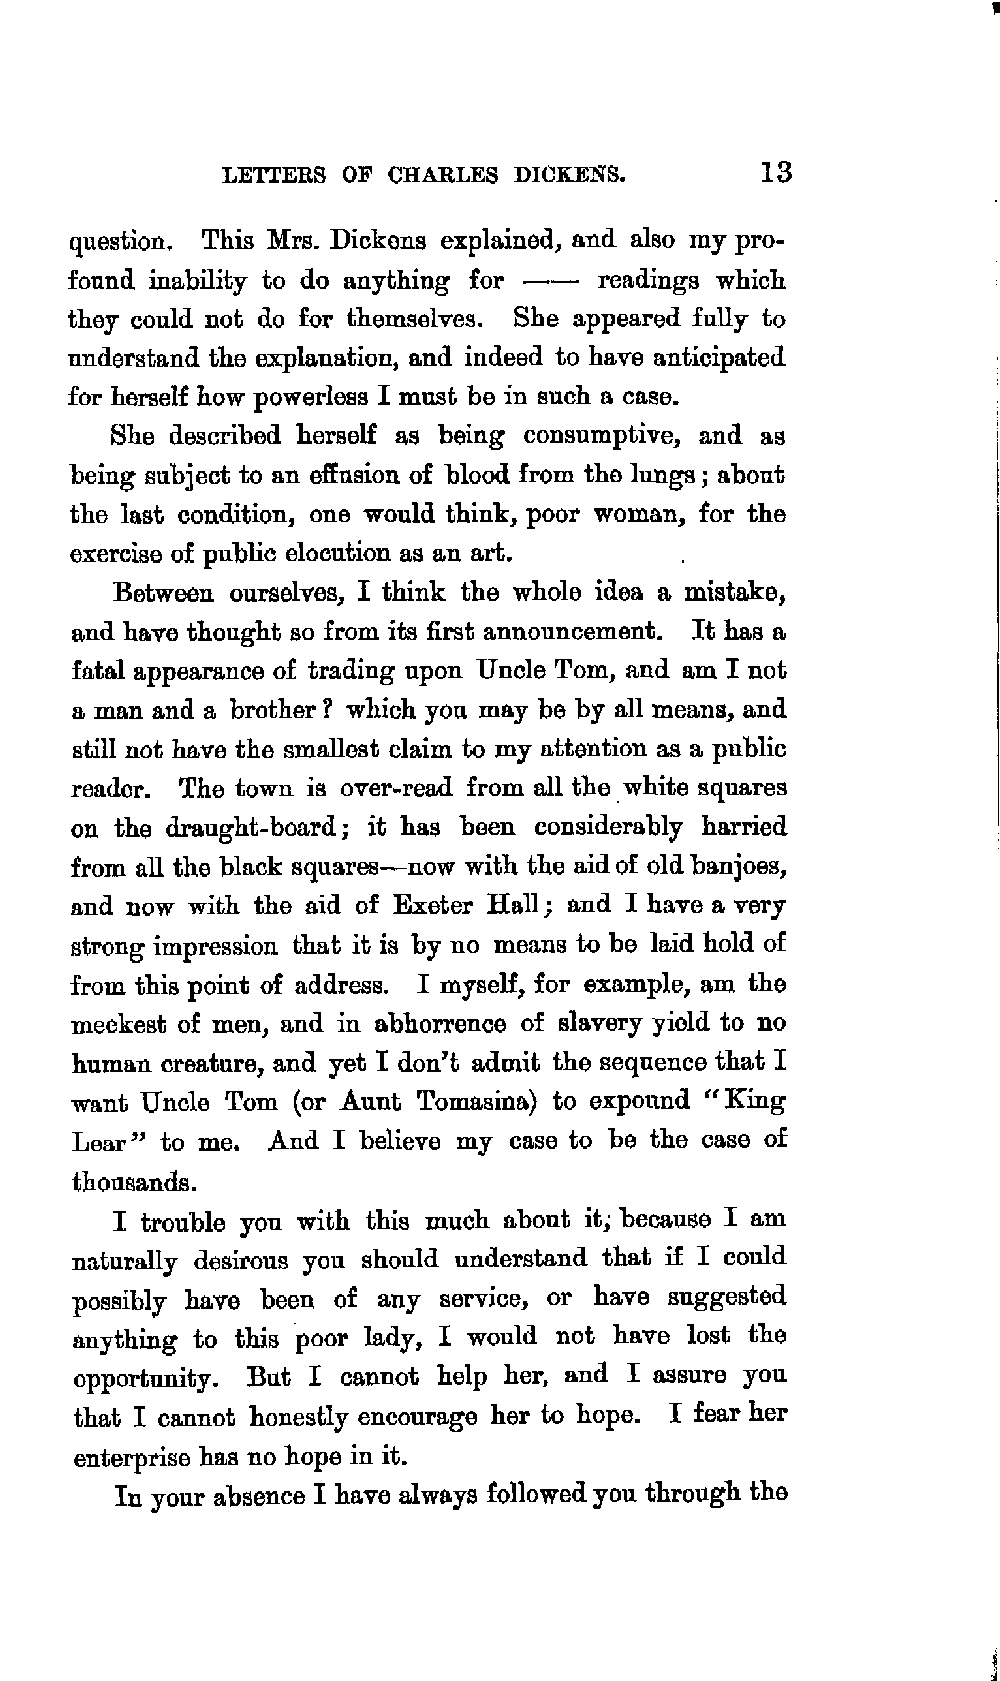 LETTERS OF CHARLES DICKENS. 13
question. This Mrs. Dickens explained, and also my pro-
found inability to do anything for —— readings which
they could not do for themselves. She appeared fully to
understand the explanation, and indeed to have anticipated
for herself how powerless I must be in such a case.
She described herself as being consumptive, and as
being subject to an effusion of blood from the lungs; about
the last condition, one would think, poor woman, for the
exercise of public elocution as an art.
Between ourselves, I think the whole idea a mistake,
and have thought so from its first announcement. It has a
fatal appearance of trading upon Uncle Tom, and am I not
a man and a brother? which you may be by all means, and
still not have the smallest claim to my attention as a public
reader. The town is over-read from all the white squares
on the draught-board; it has been considerably harried
from all the black squares—now with the aid of old banjoes,
and now with the aid of Exeter Hall; and I have a very
strong impression that it is by no means to be laid hold of
from this point of address. I myself, for example, am the
meekest of men, and in abhorrence of slavery yield to no
human creature, and yet I don't admit the sequence that I
want Uncle Tom (or Aunt Tomasina) to expound "King
Lear" to me. And I believe my case to be the case of
thousands.
I trouble you with this much about it, because I am
naturally desirous you should understand that if I could
possibly have been of any service, or have suggested
anything to this poor lady, I would not have lost the
opportunity. But I cannot help her, and I assure you
that I cannot honestly encourage her to hope. I fear her
enterprise has no hope in it.
In your absence I have always followed you through the